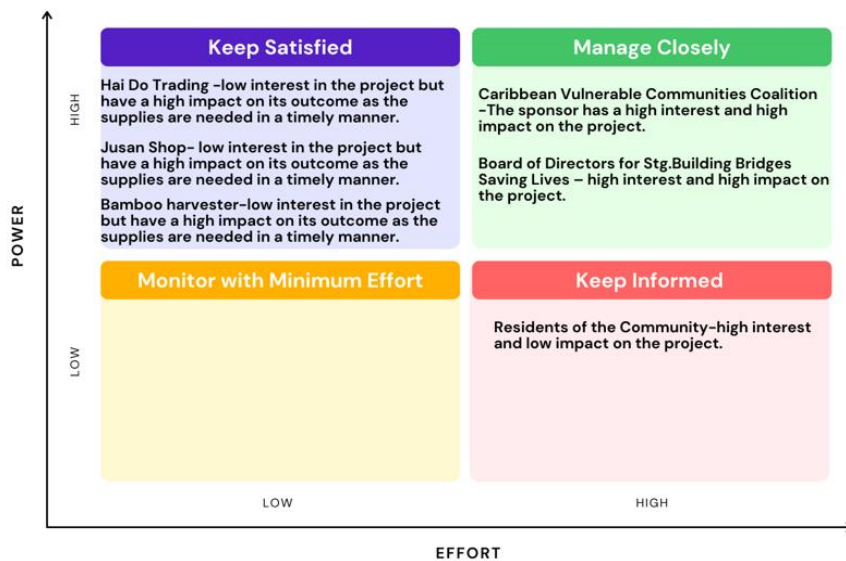 Keep Satisfied
Hai Do Trading -low interest in the project but
have a high impact on its outcome as the
supplies are needed in a timely manner.
Jusan Shop- low interest in the project but
have a high impact on its outcome as the
supplies are needed in a timely manner.
Bamboo harvester-low interest in the project
but have a high impact on its outcome as the
supplies are needed in a timely manner.
Manage Closely
Caribbean Vulnerable Communities Coalition
-The sponsor has a high interest and high
impact on the project.
Board of Directors for Stg.Building Bridges
Saving Lives – high interest and high impact on
the project.
Monitor with Minimum Effort
Keep Informed
Residents of the Community-high interest
and low impact on the project.
POWER
HIGH
LOW
LOW
HIGH
EFFORT